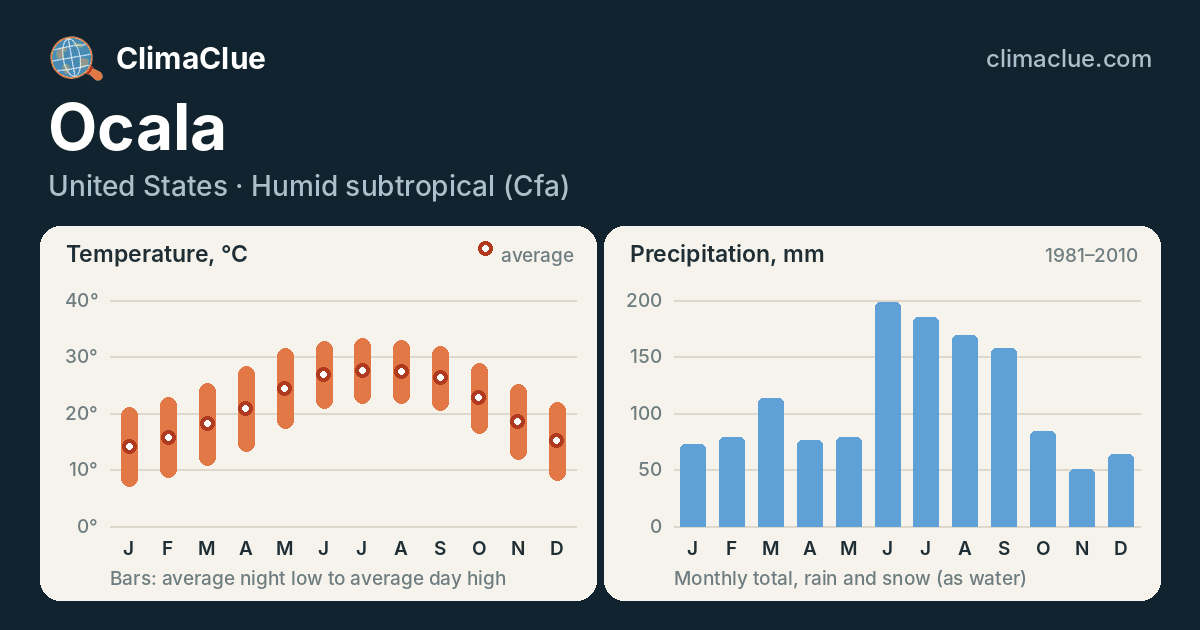 ClimaClue
climaclue.com
Ocala
United States · Humid subtropical (Cfa)
Temperature, °C
average
40°
30°
20°
10°
0°
J F M A M J J A S O N D
Bars: average night low to average day high
Precipitation, mm
1981–2010
200
150
100
50
0
J F M A M J J A S O N D
Monthly total, rain and snow (as water)